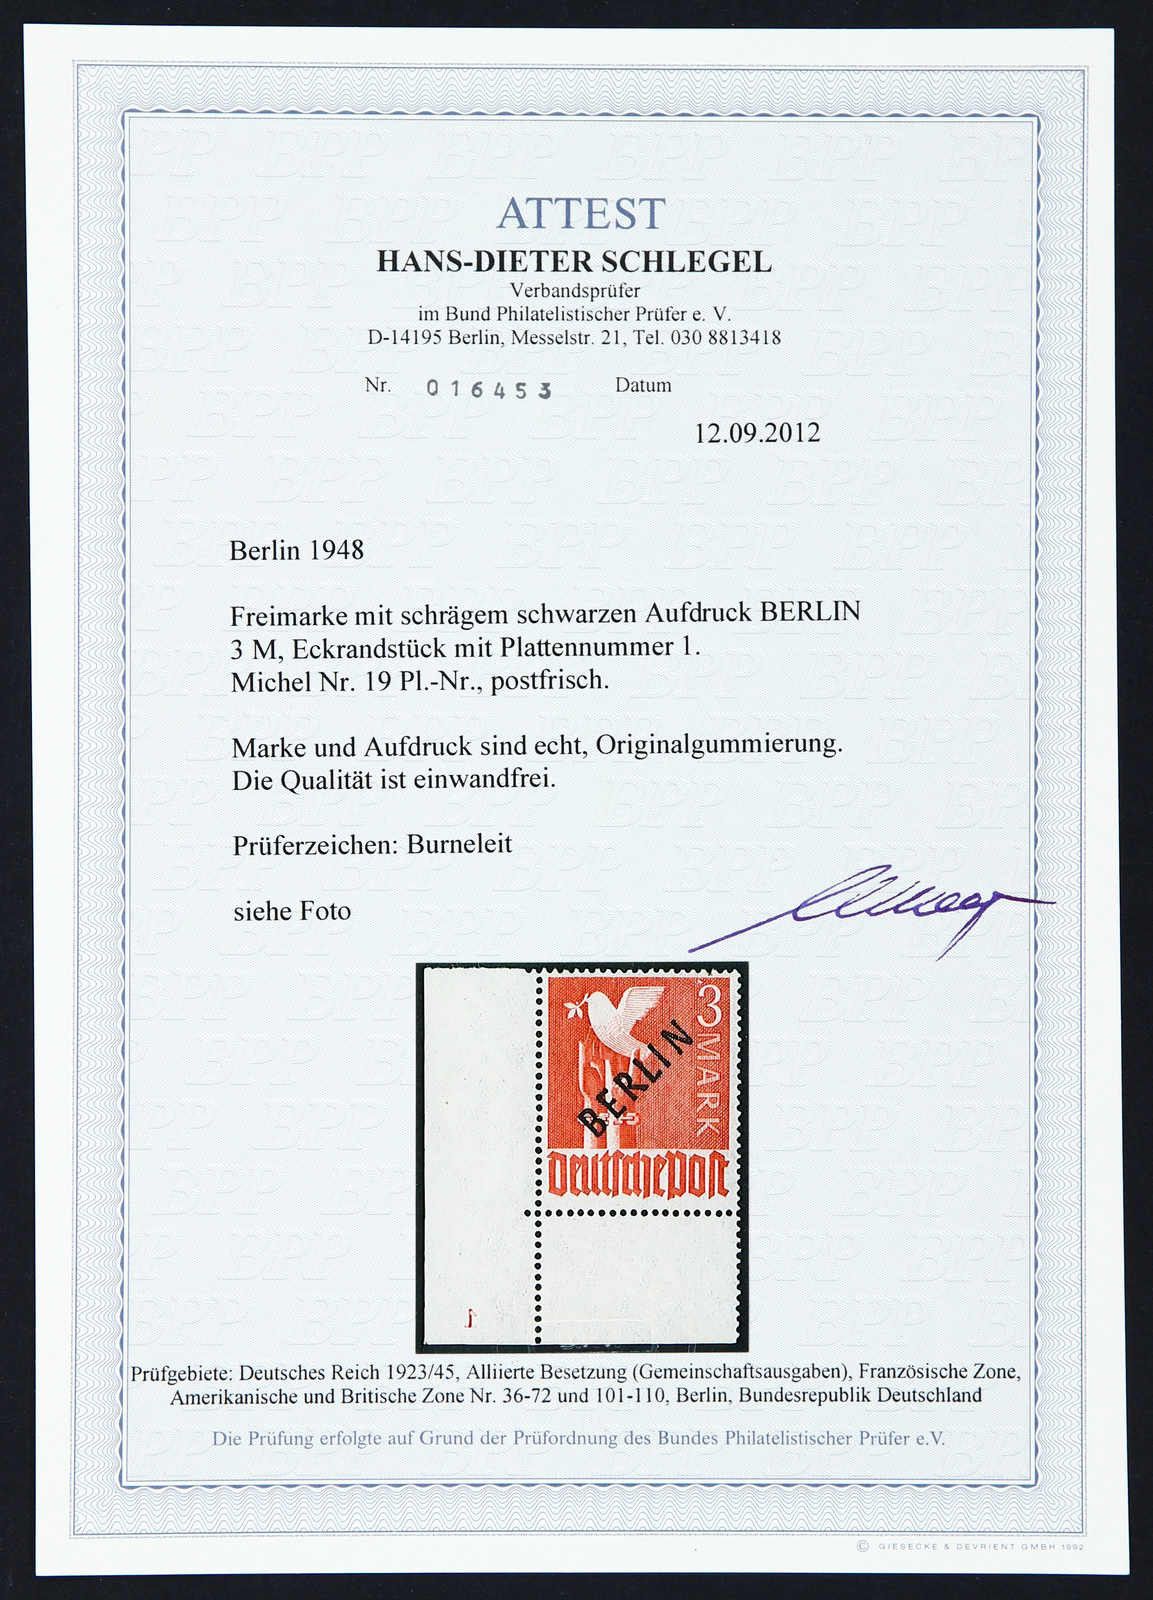 ATTEST
HANS-DIETER SCHLEGEL
Verbandsprüfer
im Bund Philatelistischer Prüfer e. V.
D-14195 Berlin, Messelstr. 21, Tel. 030 8813418
Nr. 016453 Datum
12.09.2012
Berlin 1948
Freimarke mit schrägem schwarzen Aufdruck BERLIN
3 M, Eckrandstück mit Plattennummer 1.
Michel Nr. 19 Pl.-Nr., postfrisch.
Marke und Aufdruck sind echt, Originalgummierung.
Die Qualität ist einwandfrei.
Prüferzeichen: Burneleit
siehe Foto
3 MARK
BERLIN
deutsche post
1
Prüfgebiete: Deutsches Reich 1923/45, Alliierte Besetzung (Gemeinschaftsausgaben), Französische Zone,
Amerikanische und Britische Zone Nr. 36-72 und 101-110, Berlin, Bundesrepublik Deutschland
Die Prüfung erfolgte auf Grund der Prüfordnung des Bundes Philatelistischer Prüfer e.V.
© GIESECKE & DEVRIENT GMBH 1992